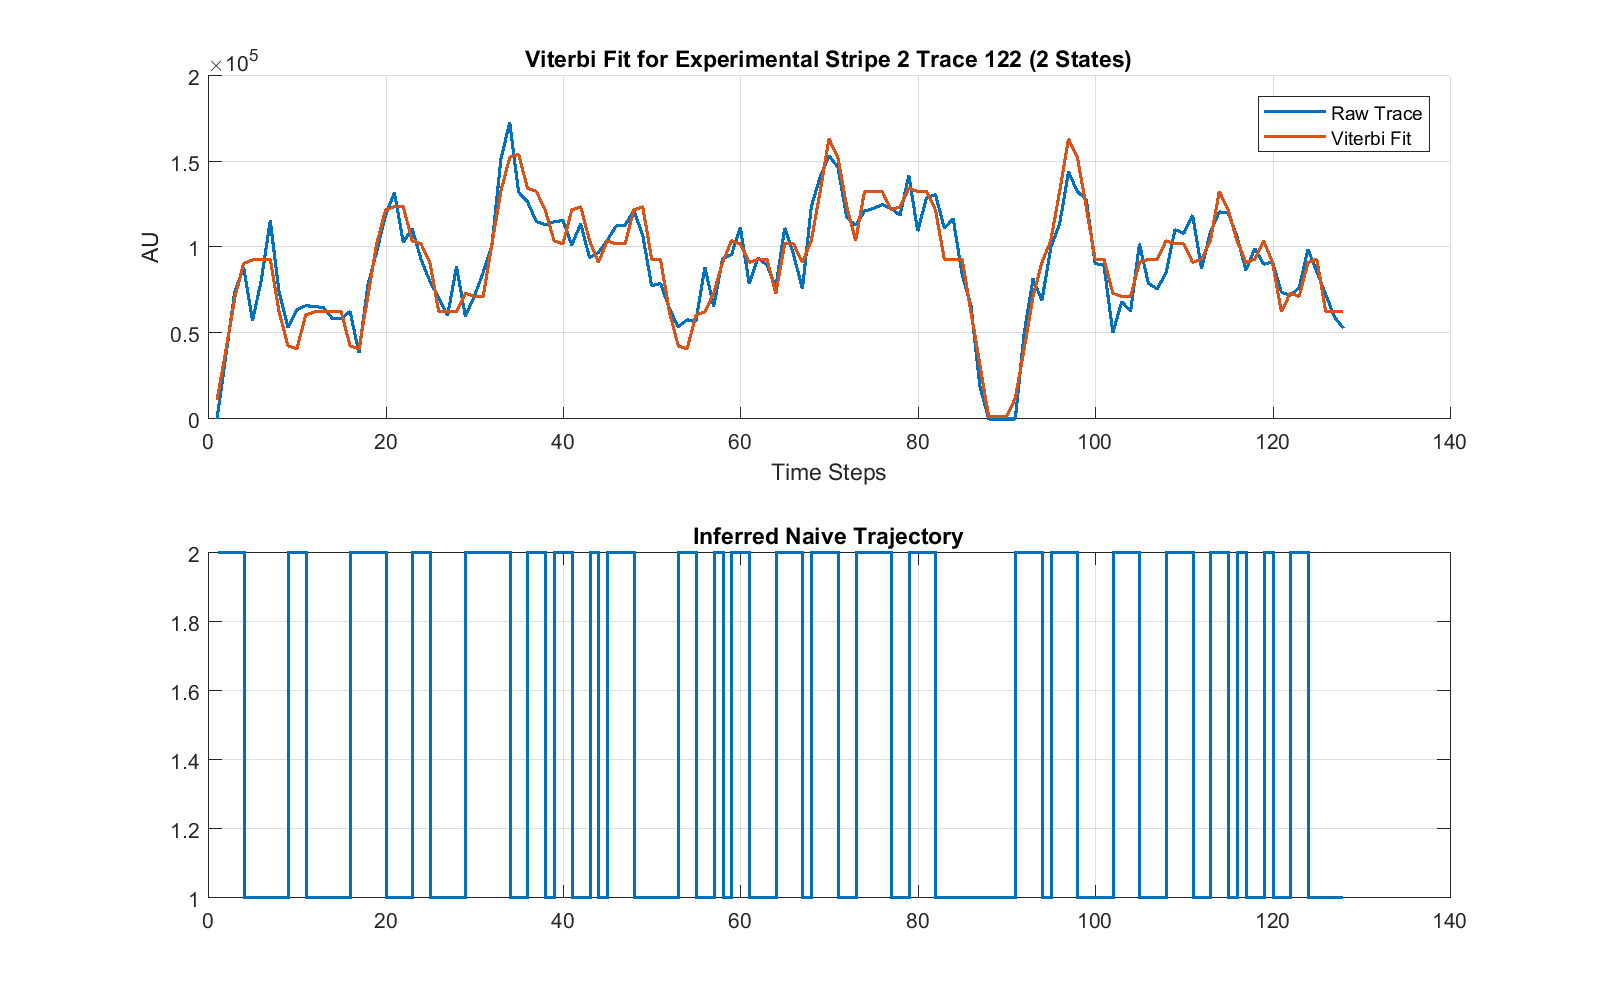 Viterbi Fit for Experimental Stripe 2 Trace 122 (2 States)
×10⁵
2
1.5
1
0.5
0
AU
Raw Trace
Viterbi Fit
0 20 40 60 80 100 120 140
Time Steps
Inferred Naive Trajectory
2
1.8
1.6
1.4
1.2
1
0 20 40 60 80 100 120 140